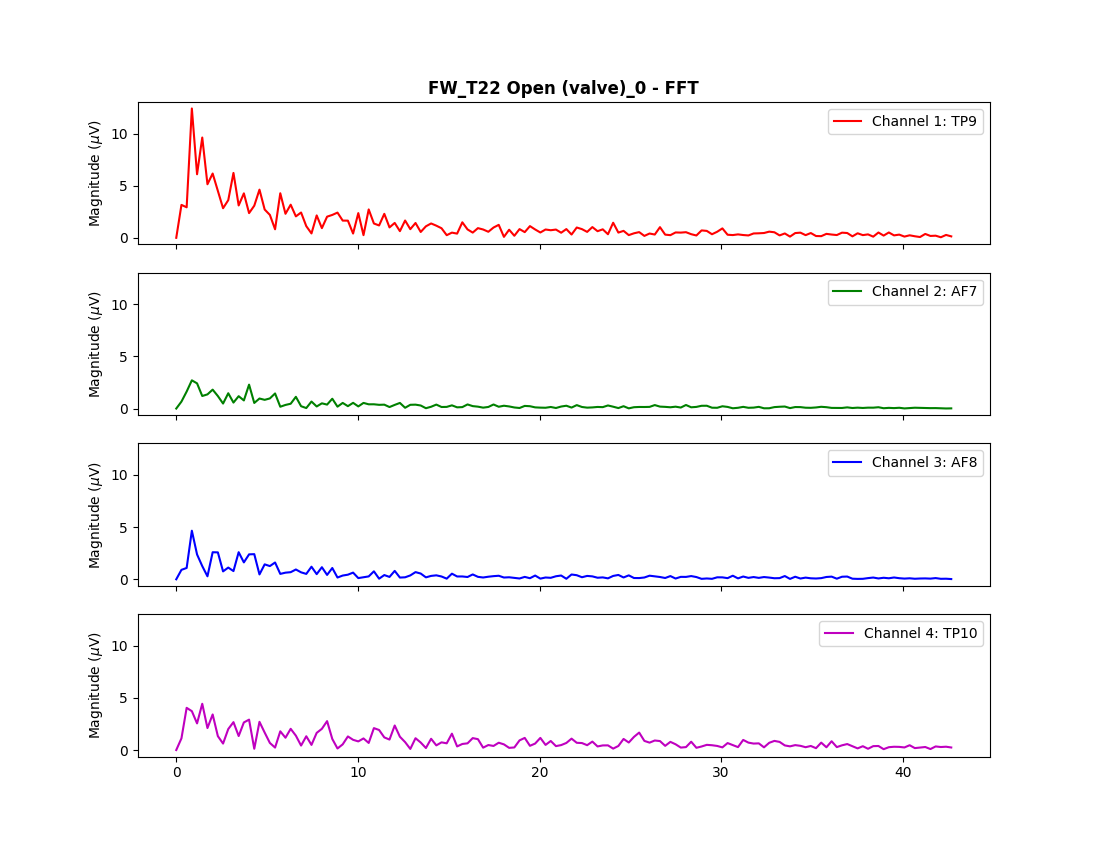 FW_T22 Open (valve)_0 - FFT
Magnitude (μV)
10
5
0
Channel 1: TP9
Magnitude (μV)
10
5
0
Channel 2: AF7
Magnitude (μV)
10
5
0
Channel 3: AF8
Magnitude (μV)
10
5
0
Channel 4: TP10
0 10 20 30 40